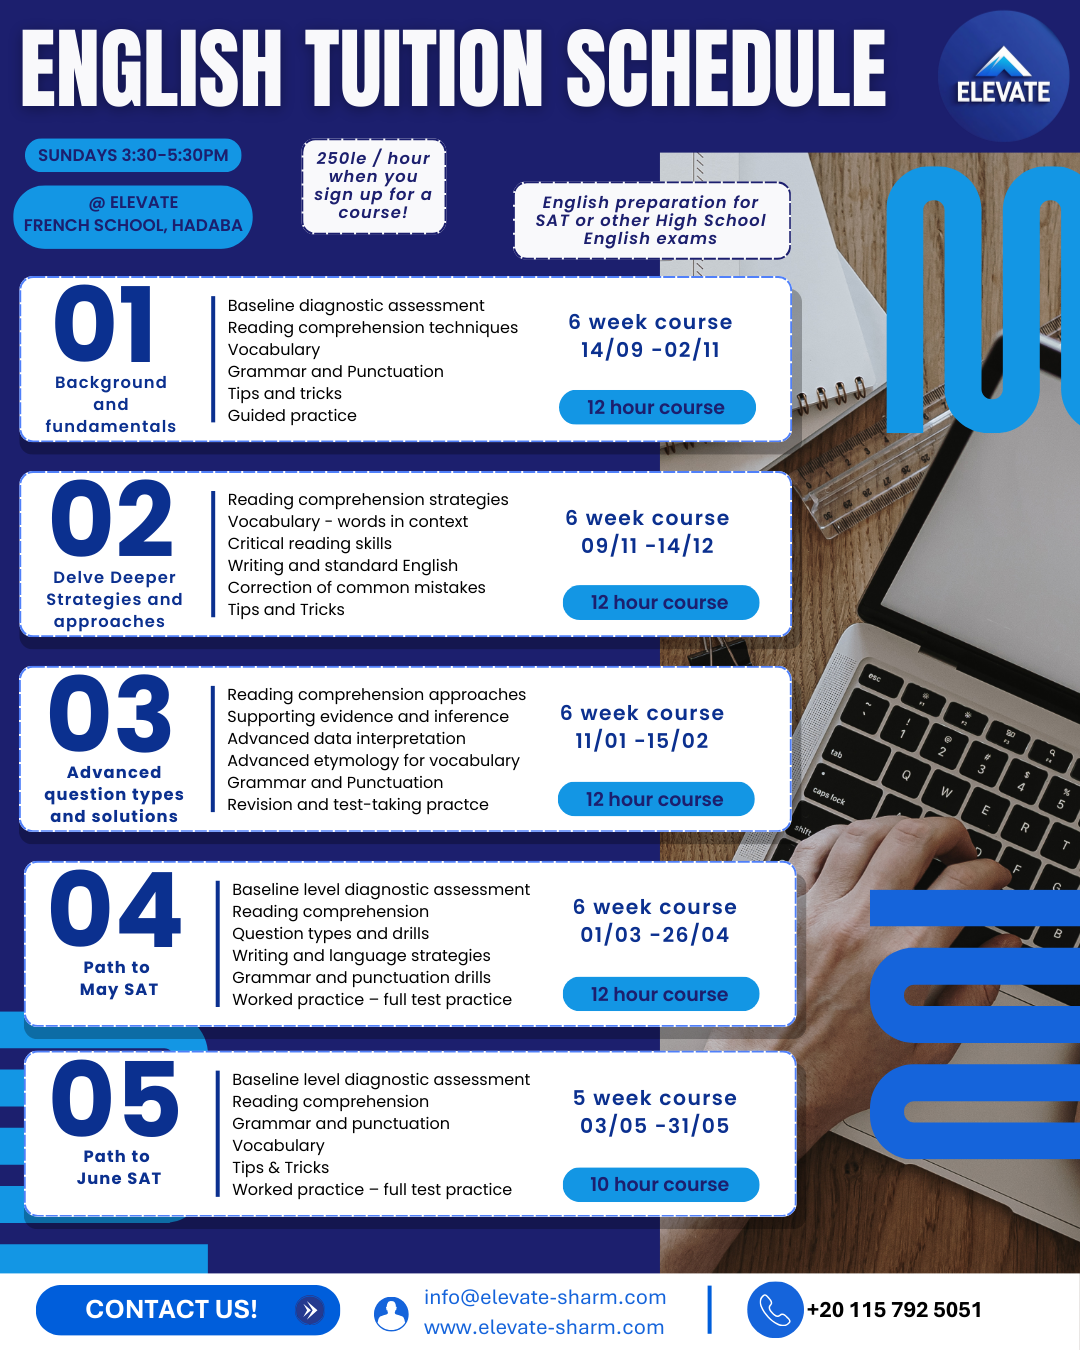 ENGLISH TUITION SCHEDULE
ELEVATE
SUNDAYS 3:30-5:30PM
@ ELEVATE
FRENCH SCHOOL, HADABA
250le / hour
when you
sign up for a
course!
English preparation for
SAT or other High School
English exams
01
Background
and
fundamentals
Baseline diagnostic assessment
Reading comprehension techniques
Vocabulary
Grammar and Punctuation
Tips and tricks
Guided practice
6 week course
14/09 -02/11
12 hour course
02
Delve Deeper
Strategies and
approaches
Reading comprehension strategies
Vocabulary - words in context
Critical reading skills
Writing and standard English
Correction of common mistakes
Tips and Tricks
6 week course
09/11 -14/12
12 hour course
03
Advanced
question types
and solutions
Reading comprehension approaches
Supporting evidence and inference
Advanced data interpretation
Advanced etymology for vocabulary
Grammar and Punctuation
Revision and test-taking practce
6 week course
11/01 -15/02
12 hour course
04
Path to
May SAT
Baseline level diagnostic assessment
Reading comprehension
Question types and drills
Writing and language strategies
Grammar and punctuation drills
Worked practice – full test practice
6 week course
01/03 -26/04
12 hour course
05
Path to
June SAT
Baseline level diagnostic assessment
Reading comprehension
Grammar and punctuation
Vocabulary
Tips & Tricks
Worked practice – full test practice
5 week course
03/05 -31/05
10 hour course
CONTACT US!
info@elevate-sharm.com
www.elevate-sharm.com
+20 115 792 5051